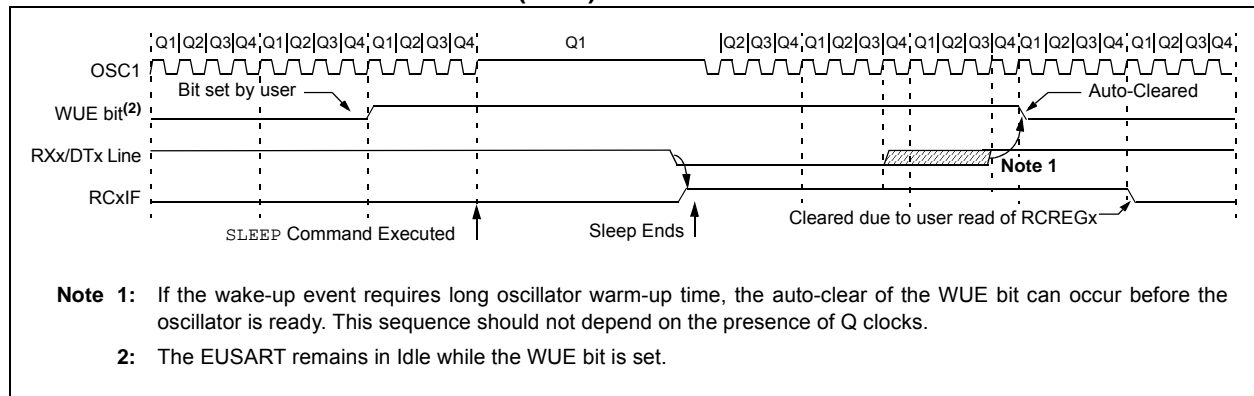 Q1 Q2 Q3 Q4 Q1 Q2 Q3 Q4 Q1 Q2 Q3 Q4 Q1 Q2 Q3 Q4 Q1 Q2 Q3 Q4 Q1 Q2 Q3 Q4 Q1 Q2 Q3 Q4 Q1 Q2 Q3 Q4
OSC1
Bit set by user
Auto-Cleared
WUE bit(2)
RXx/DTx Line
Note 1
RCxIF
Cleared due to user read of RCREGx
SLEEP Command Executed
Sleep Ends
Note 1: If the wake-up event requires long oscillator warm-up time, the auto-clear of the WUE bit can occur before the
oscillator is ready. This sequence should not depend on the presence of Q clocks.
2: The EUSART remains in Idle while the WUE bit is set.